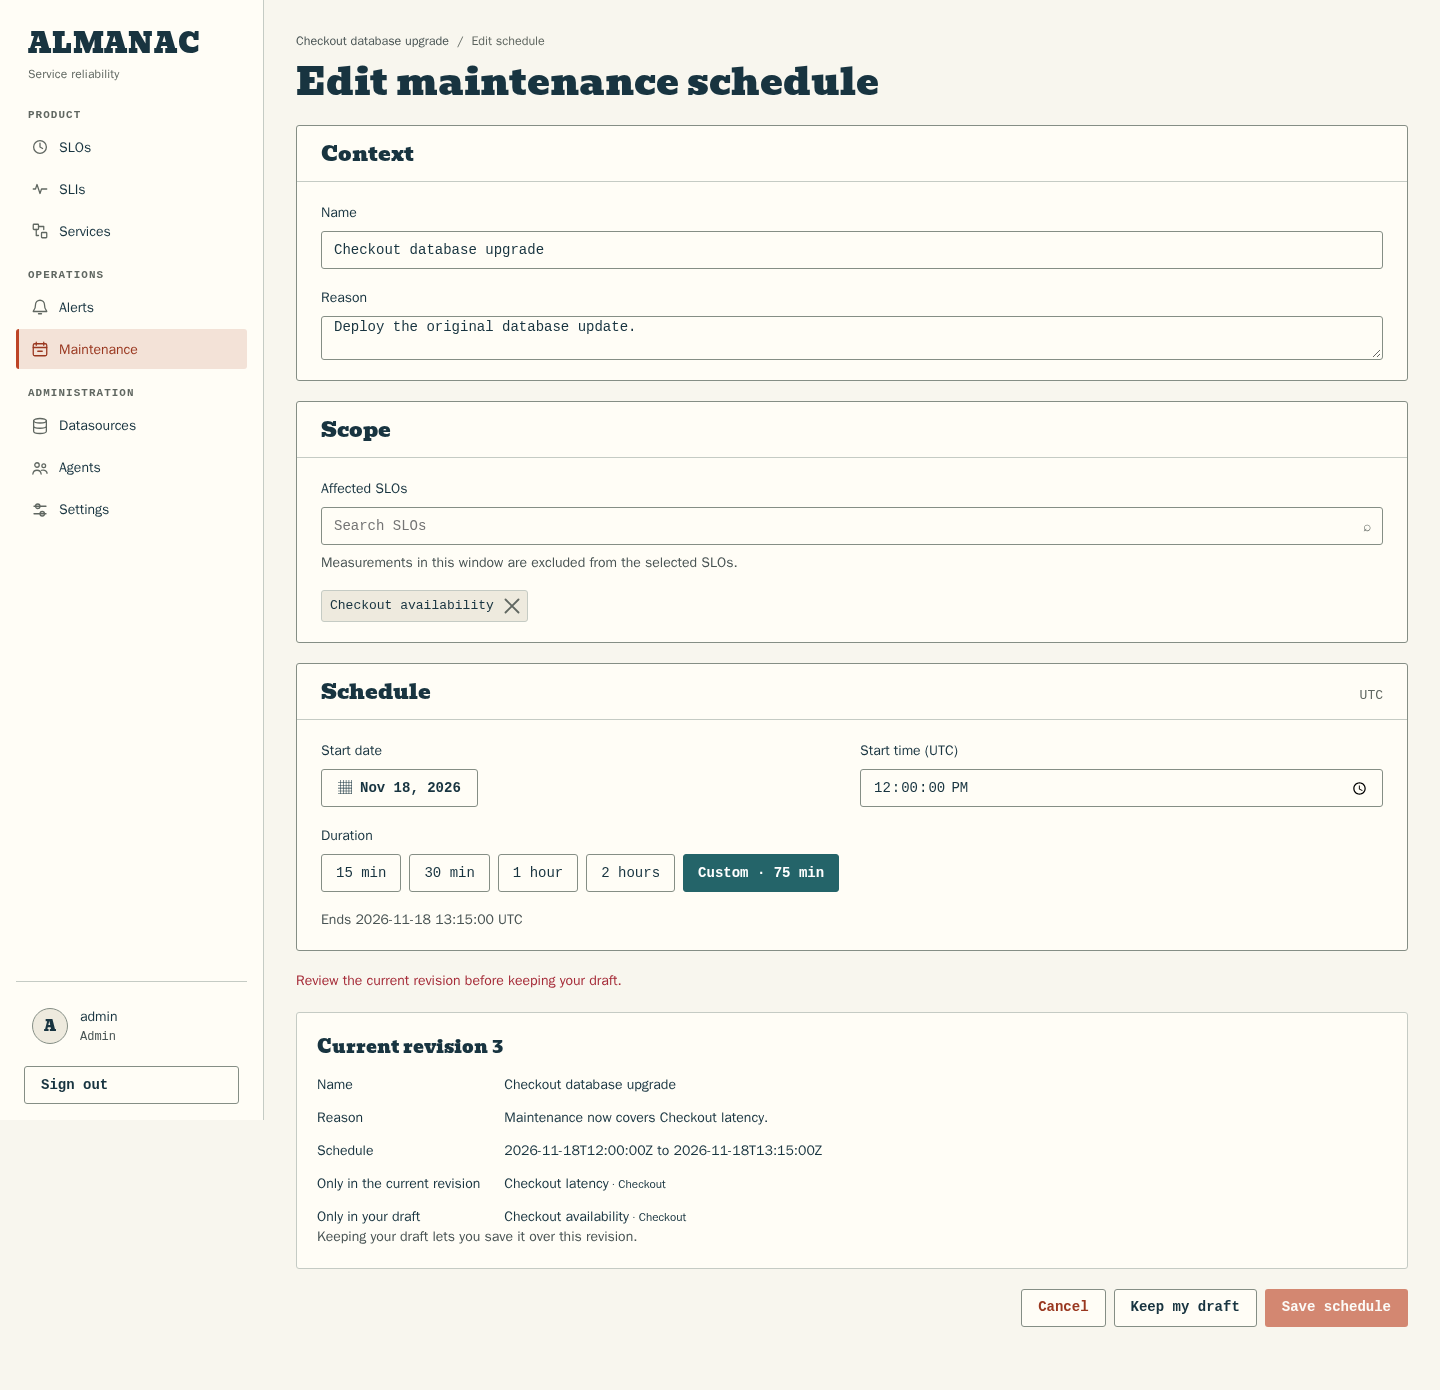 ALMANAC
Service reliability
PRODUCT
SLOs
SLIs
Services
OPERATIONS
Alerts
Maintenance
ADMINISTRATION
Datasources
Agents
Settings
A
admin
Admin
Sign out
Checkout database upgrade / Edit schedule
Edit maintenance schedule
Context
Name
Checkout database upgrade
Reason
Deploy the original database update.
Scope
Affected SLOs
Search SLOs
Measurements in this window are excluded from the selected SLOs.
Checkout availability
Schedule
UTC
Start date
Nov 18, 2026
Start time (UTC)
12:00:00 PM
Duration
15 min
30 min
1 hour
2 hours
Custom · 75 min
Ends 2026-11-18 13:15:00 UTC
Review the current revision before keeping your draft.
Current revision 3
Name Checkout database upgrade
Reason Maintenance now covers Checkout latency.
Schedule 2026-11-18T12:00:00Z to 2026-11-18T13:15:00Z
Only in the current revision Checkout latency · Checkout
Only in your draft Checkout availability · Checkout
Keeping your draft lets you save it over this revision.
Cancel
Keep my draft
Save schedule